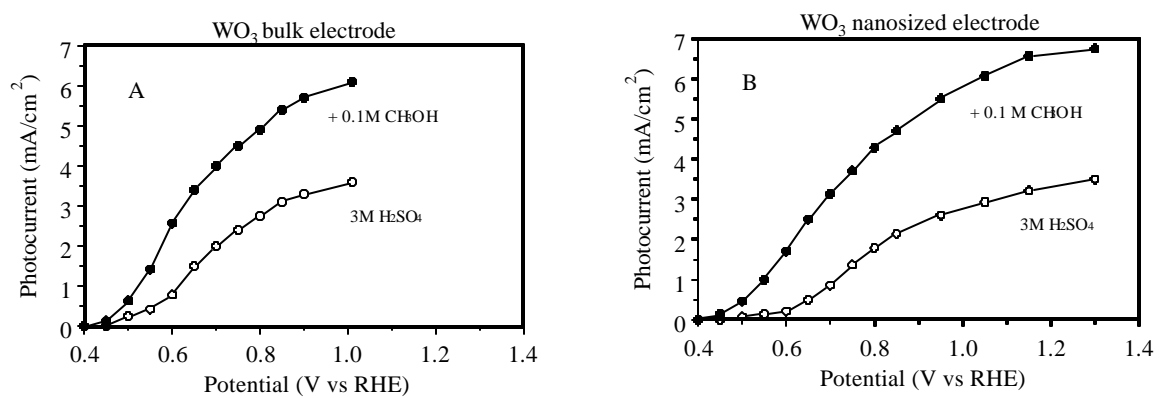 WO3 bulk electrode
7
6
5
4
3
2
1
0
Photocurrent (mA/cm2)
A
+ 0.1M CH3OH
3M H2SO4
0.4 0.6 0.8 1.0 1.2 1.4
Potential (V vs RHE)
WO3 nanosized electrode
7
6
5
4
3
2
1
0
Photocurrent (mA/cm2)
B
+ 0.1 M CH3OH
3M H2SO4
0.4 0.6 0.8 1.0 1.2 1.4
Potential (V vs RHE)